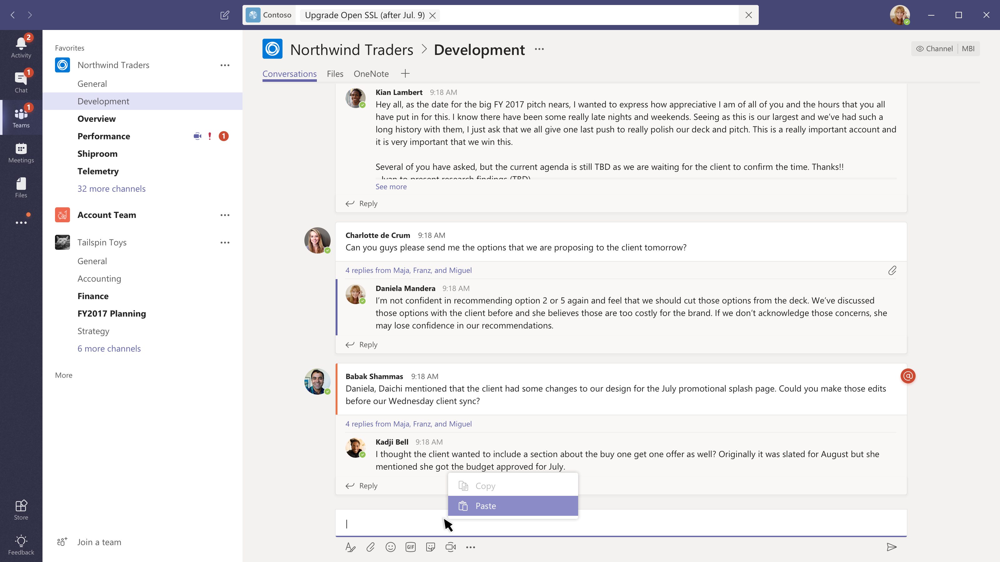 Contoso
Upgrade Open SSL (after Jul. 9)
2
Activity
1
Chat
1
Teams
Meetings
Files
Store
Feedback
Favorites
Northwind Traders
General
Development
Overview
Performance
1
Shiproom
Telemetry
32 more channels
Account Team
Tailspin Toys
General
Accounting
Finance
FY2017 Planning
Strategy
6 more channels
More
Join a team
Northwind Traders > Development
Channel | MBI
Conversations Files OneNote
Kian Lambert 9:18 AM
Hey all, as the date for the big FY 2017 pitch nears, I wanted to express how appreciative I am of all of you and the hours that you all
have put in for this. I know there have been some really late nights and weekends. Seeing as this is our largest and we’ve had such a
long history with them, I just ask that we all give one last push to really polish our deck and pitch. This is a really important account and
it is very important that we win this.
Several of you have asked, but the current agenda is still TBD as we are waiting for the client to confirm the time. Thanks!!
to present research findings (TBD)
See more
Reply
Charlotte de Crum 9:18 AM
Can you guys please send me the options that we are proposing to the client tomorrow?
4 replies from Maja, Franz, and Miguel
Daniela Mandera 9:18 AM
I’m not confident in recommending option 2 or 5 again and feel that we should cut those options from the deck. We’ve discussed
those options with the client before and she believes those are too costly for the brand. If we don’t acknowledge those concerns, she
may lose confidence in our recommendations.
Reply
Babak Shammas 9:18 AM
@
Daniela, Daichi mentioned that the client had some changes to our design for the July promotional splash page. Could you make those edits
before our Wednesday client sync?
4 replies from Maja, Franz, and Miguel
Kadji Bell 9:18 AM
I thought the client wanted to include a section about the buy one get one offer as well? Originally it was slated for August but she
mentioned she got the budget approved for July.
Reply
Copy
Paste
GIF